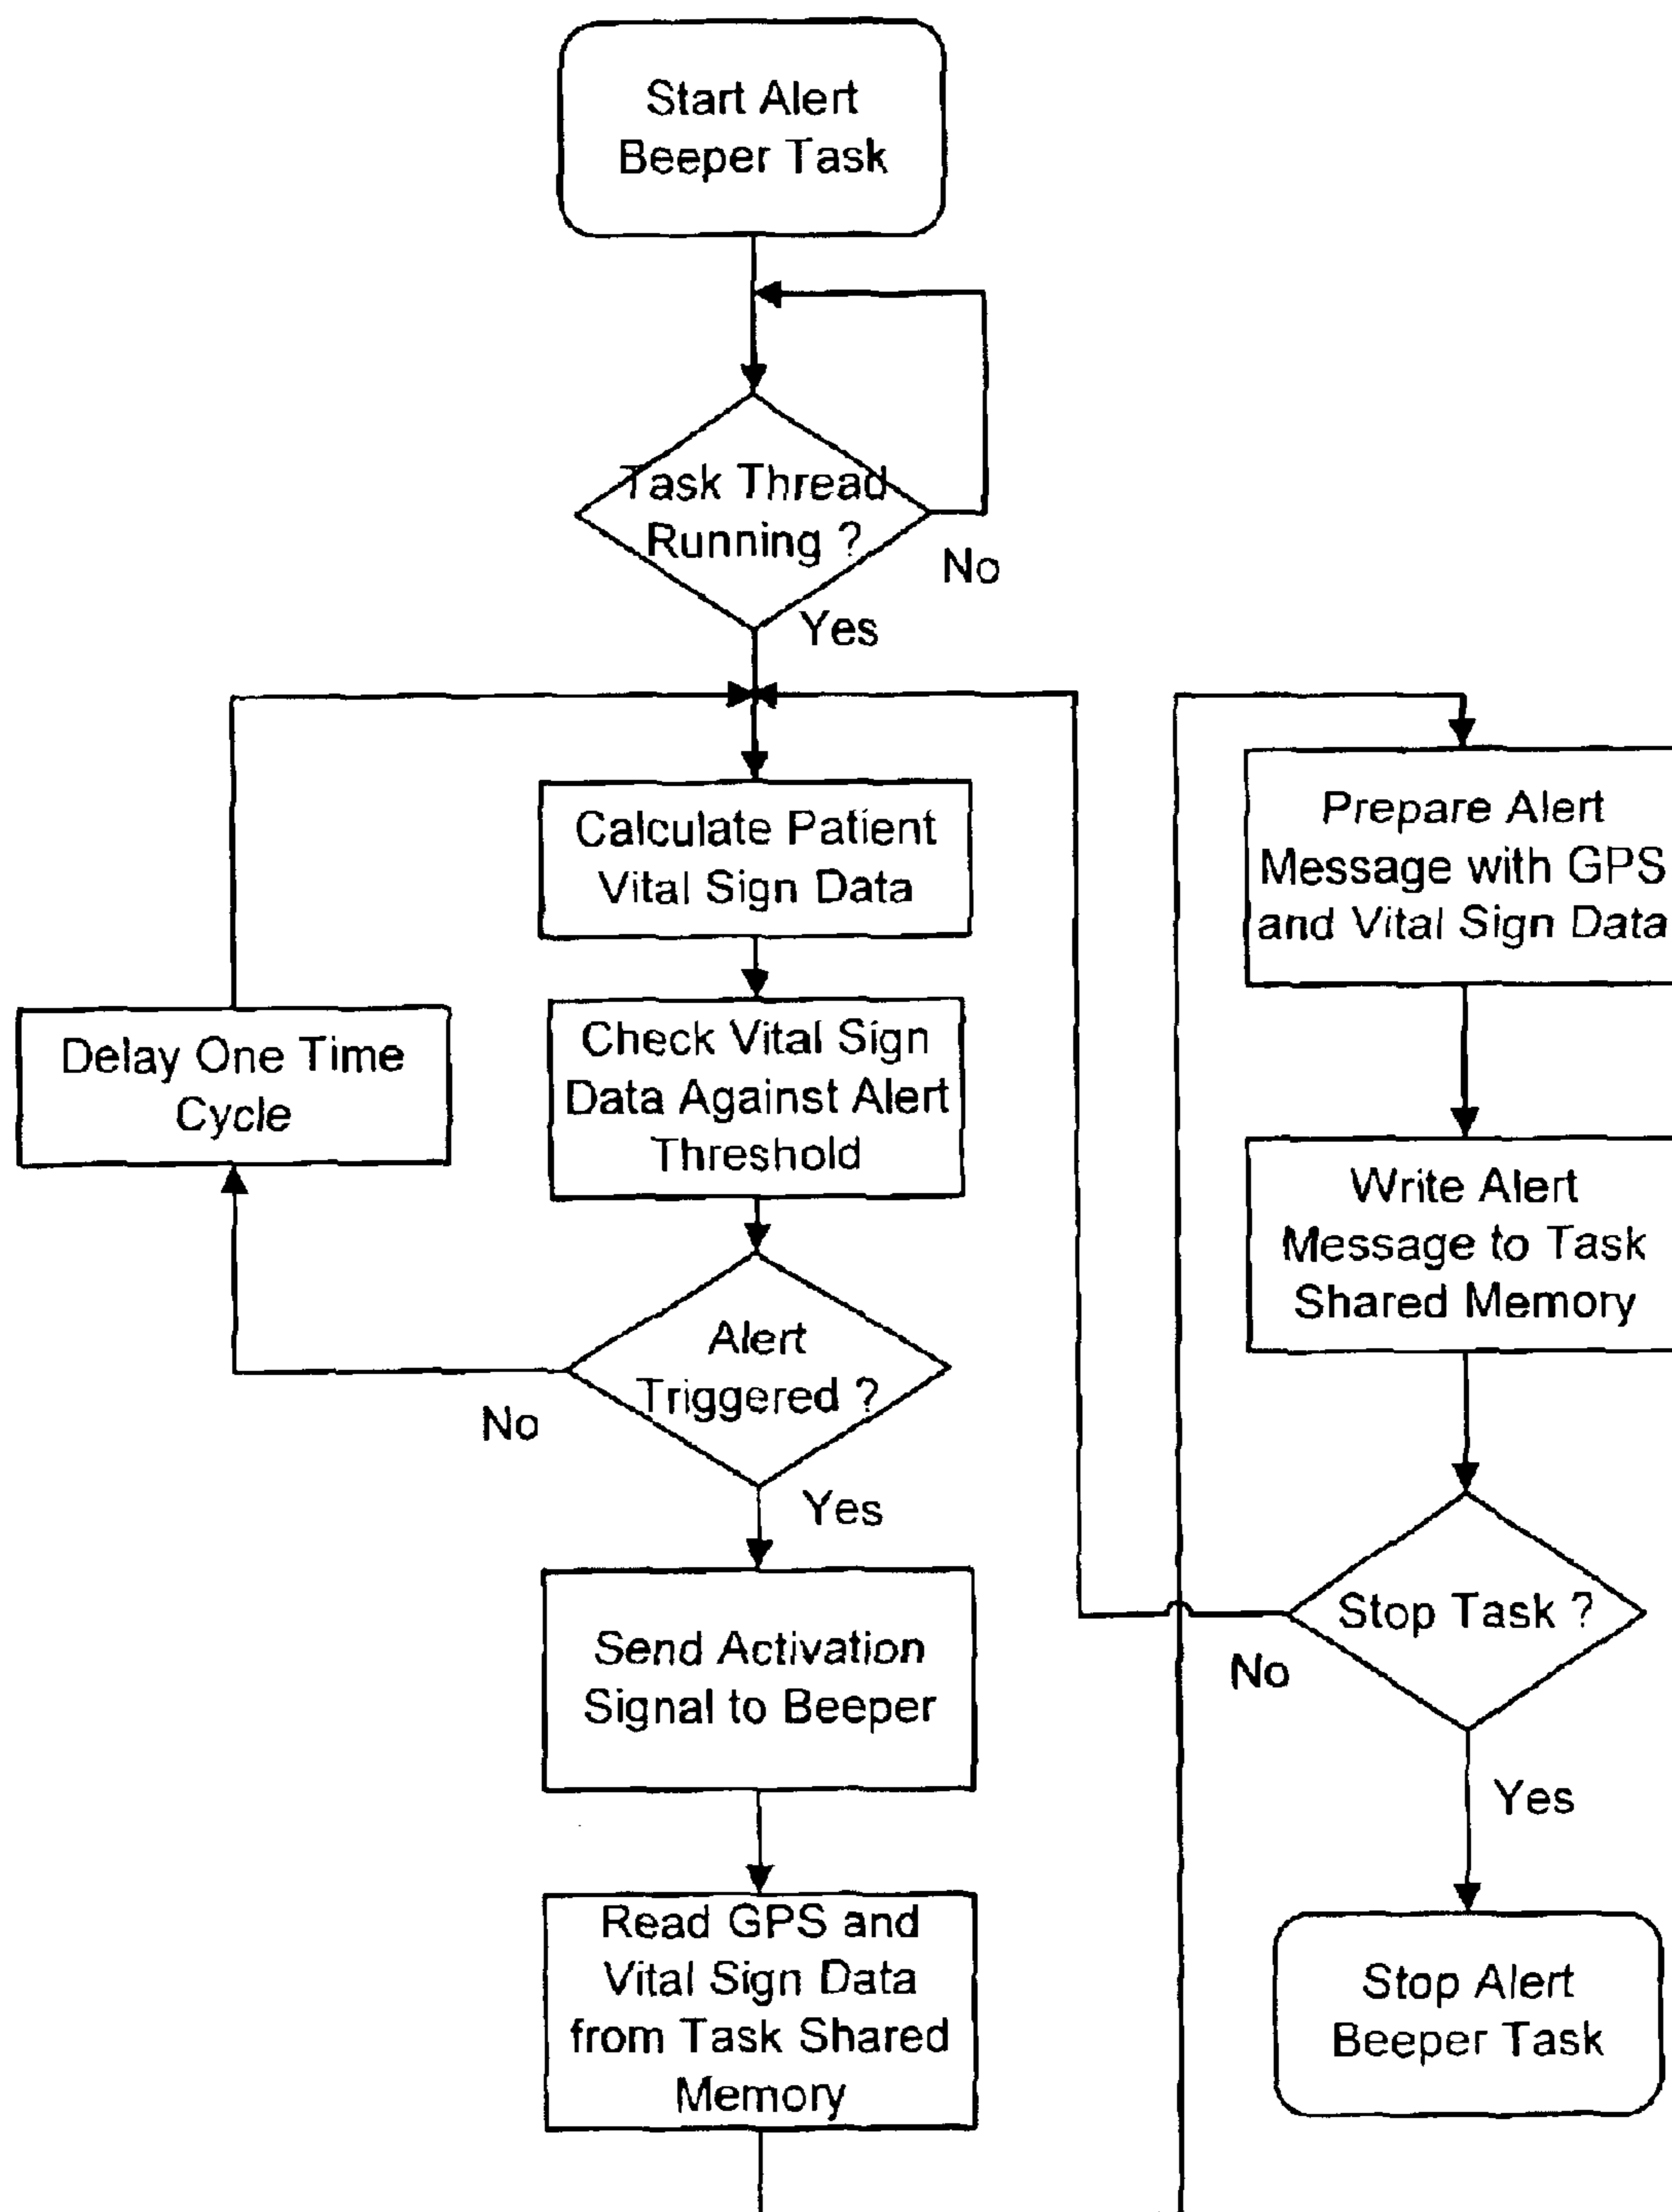 Start Alert
Beeper Task
Task Thread
Running ?
No
Yes
Calculate Patient
Vital Sign Data
Check Vital Sign
Data Against Alert
Threshold
Delay One Time
Cycle
Alert
Triggered ?
No
Yes
Send Activation
Signal to Beeper
Read GPS and
Vital Sign Data
from Task Shared
Memory
Prepare Alert
Message with GPS
and Vital Sign Data
Write Alert
Message to Task
Shared Memory
Stop Task ?
No
Yes
Stop Alert
Beeper Task